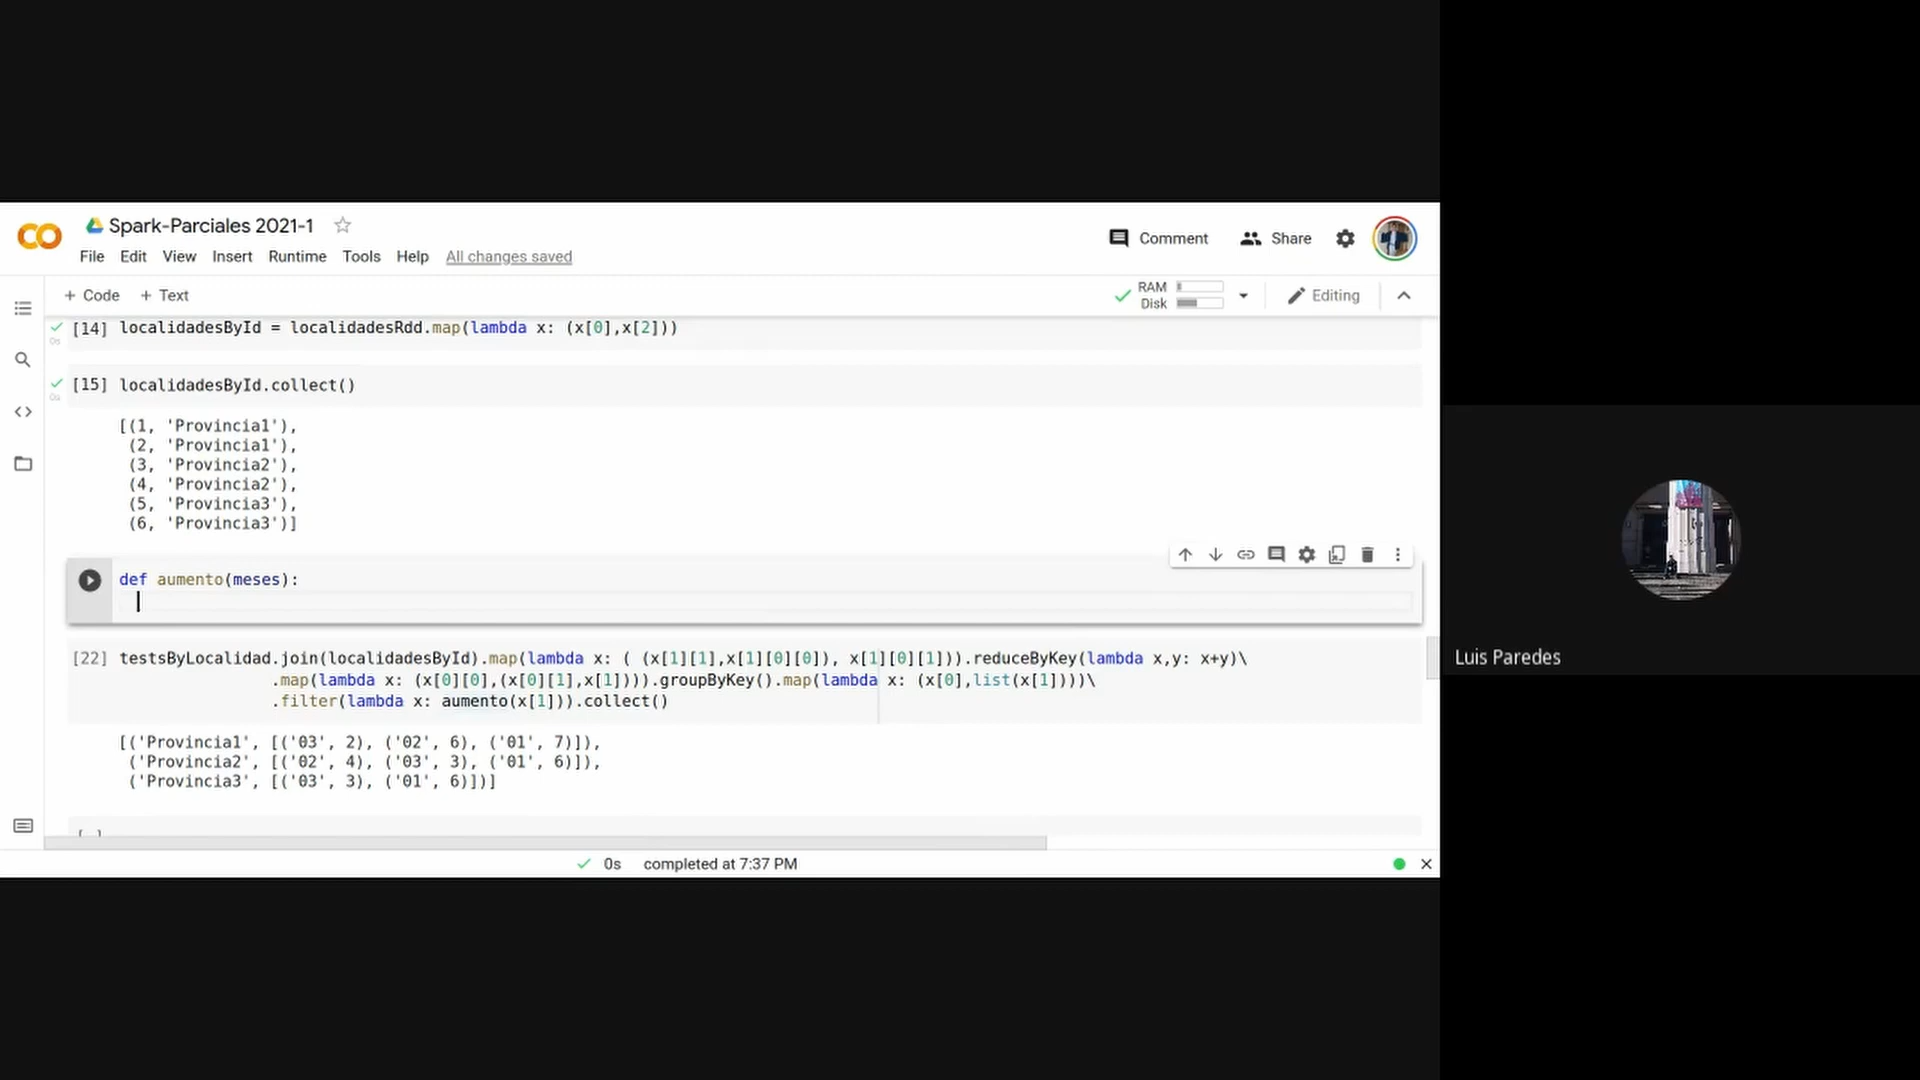 Spark-Parciales 2021-1
Comment
Share
File Edit View Insert Runtime Tools Help All changes saved
+ Code + Text
RAM
Disk
Editing
[14] localidadesById = localidadesRdd.map(lambda x: (x[0],x[2]))
0s
[15] localidadesById.collect()
0s
[(1, 'Provincia1'),
(2, 'Provincia1'),
(3, 'Provincia2'),
(4, 'Provincia2'),
(5, 'Provincia3'),
(6, 'Provincia3')]
def aumento(meses):
[22] testsByLocalidad.join(localidadesById).map(lambda x: ( (x[1][1],x[1][0][0]), x[1][0][1])).reduceByKey(lambda x,y: x+y)\
.map(lambda x: (x[0][0],(x[0][1],x[1]))).groupByKey().map(lambda x: (x[0],list(x[1])))\
.filter(lambda x: aumento(x[1])).collect()
[('Provincia1', [('03', 2), ('02', 6), ('01', 7)]),
('Provincia2', [('02', 4), ('03', 3), ('01', 6)]),
('Provincia3', [('03', 3), ('01', 6)])]
[ ]
0s completed at 7:37 PM
Luis Paredes